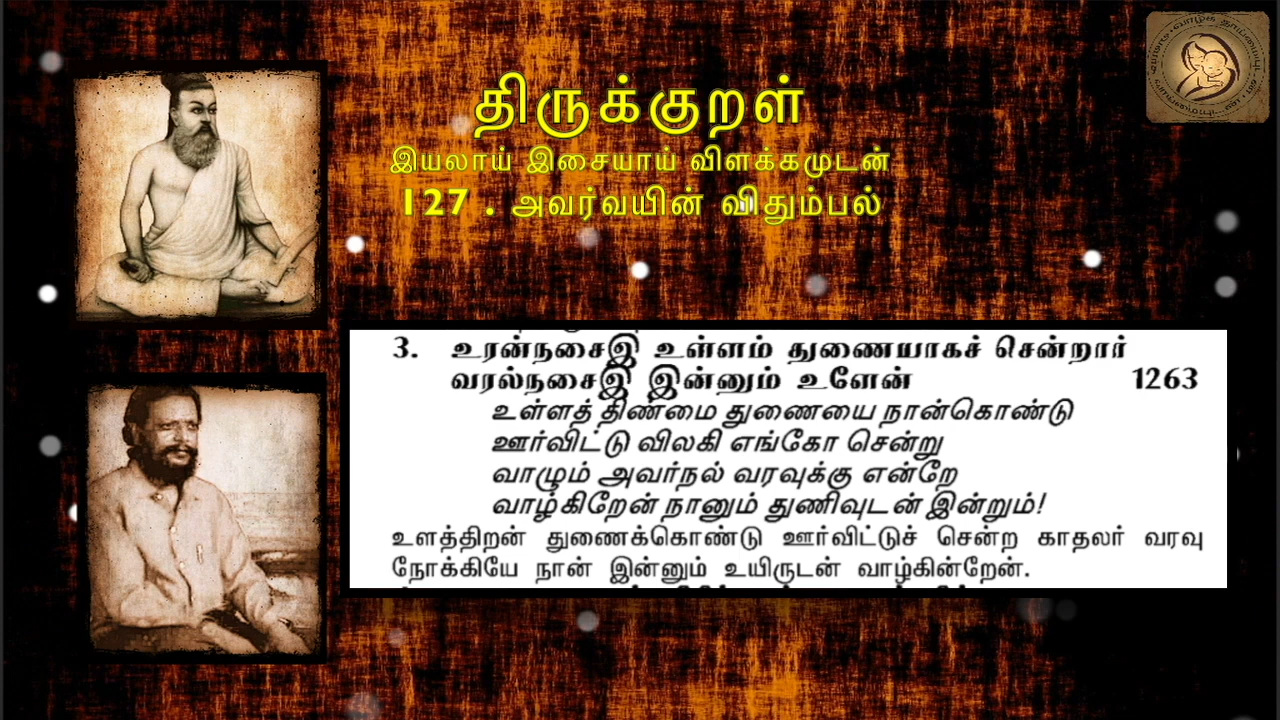 திருக்குறள்
இயலாய் இசையாய் விளக்கமுடன்
127 . அவர்வயின் விதும்பல்
3. உரன்நசைஇ உள்ளம் துணையாகச் சென்றார்
வரல்நசைஇ இன்னும் உளேன் 1263
உள்ளத் திண்மை துணையை நான்கொண்டு
ஊர்விட்டு விலகி எங்கோ சென்று
வாழும் அவர்நல் வரவுக்கு என்றே
வாழ்கிறேன் நானும் துணிவுடன் இன்றும்!
உளத்திறன் துணைக்கொண்டு ஊர்விட்டுச் சென்ற காதலர் வரவு
நோக்கியே நான் இன்னும் உயிருடன் வாழ்கின்றேன்.